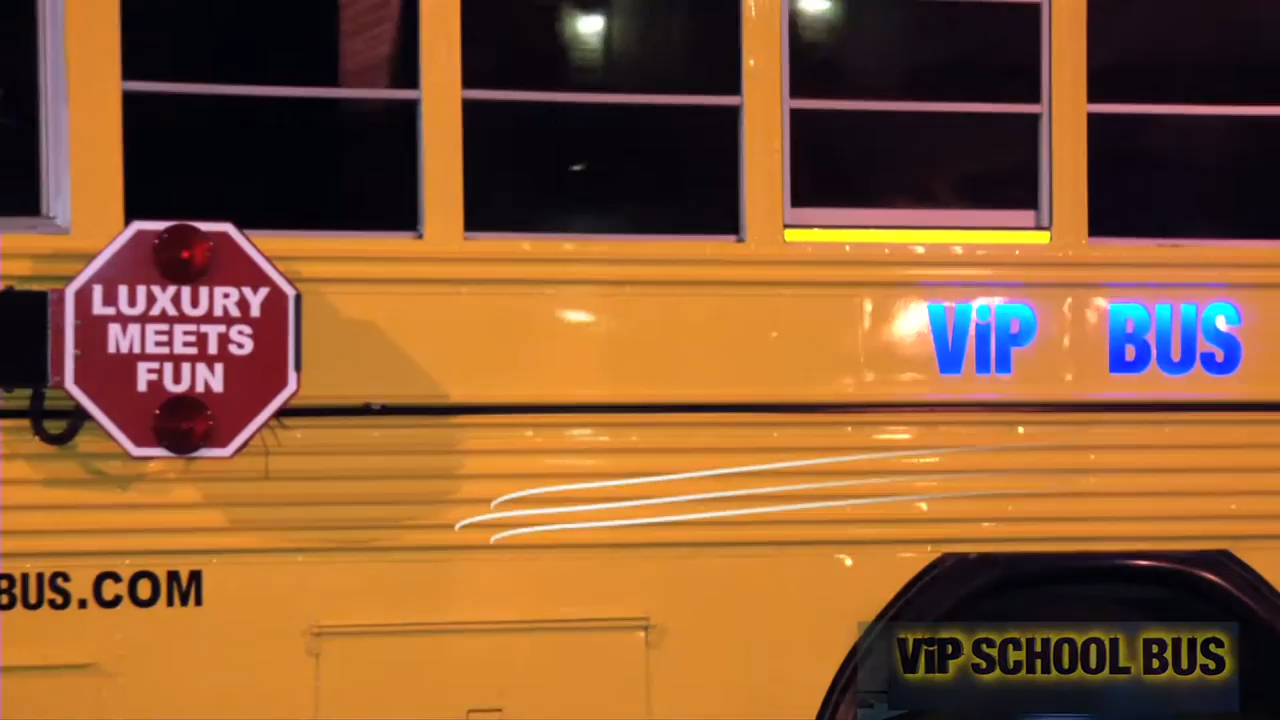 LUXURY
MEETS
FUN
ViP BUS
BUS.COM
ViP SCHOOL BUS